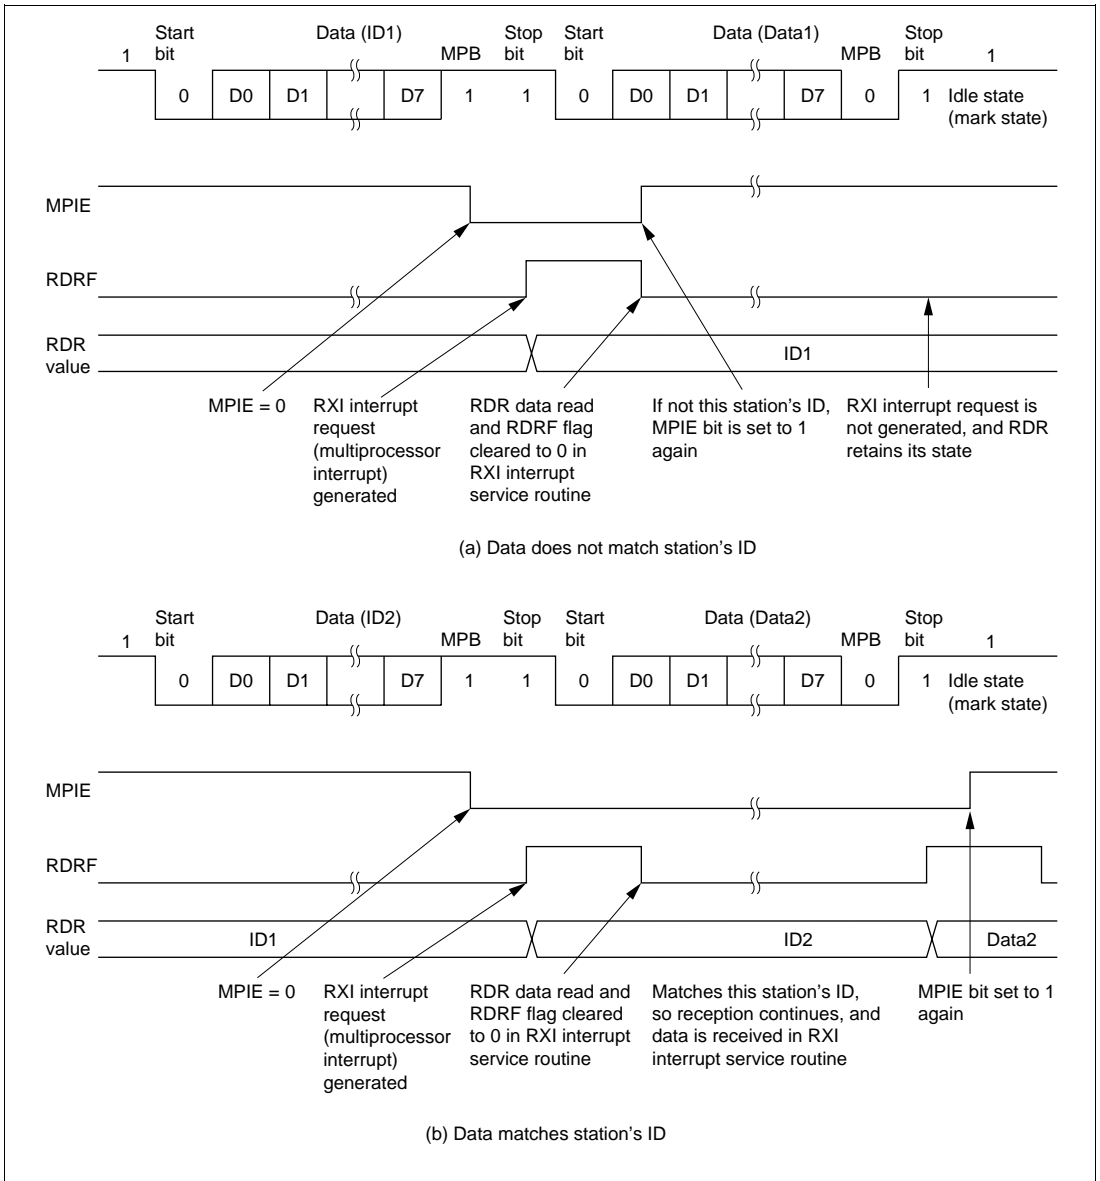 Start bit Data (ID1) MPB Stop bit Start bit Data (Data1) MPB Stop bit
1 1
0 D0 D1 D7 1 1 0 D0 D1 D7 0 1 Idle state (mark state)
MPIE
RDRF
RDR value
ID1
MPIE = 0
RXI interrupt
request
(multiprocessor
interrupt)
generated
RDR data read
and RDRF flag
cleared to 0 in
RXI interrupt
service routine
If not this station's ID,
MPIE bit is set to 1
again
RXI interrupt request is
not generated, and RDR
retains its state
(a) Data does not match station's ID
Start bit Data (ID2) MPB Stop bit Start bit Data (Data2) MPB Stop bit
1 1
0 D0 D1 D7 1 1 0 D0 D1 D7 0 1 Idle state (mark state)
MPIE
RDRF
RDR value
ID1 ID2 Data2
MPIE = 0
RXI interrupt
request
(multiprocessor
interrupt)
generated
RDR data read and
RDRF flag cleared
to 0 in RXI interrupt
service routine
Matches this station's ID,
so reception continues, and
data is received in RXI
interrupt service routine
MPIE bit set to 1
again
(b) Data matches station's ID